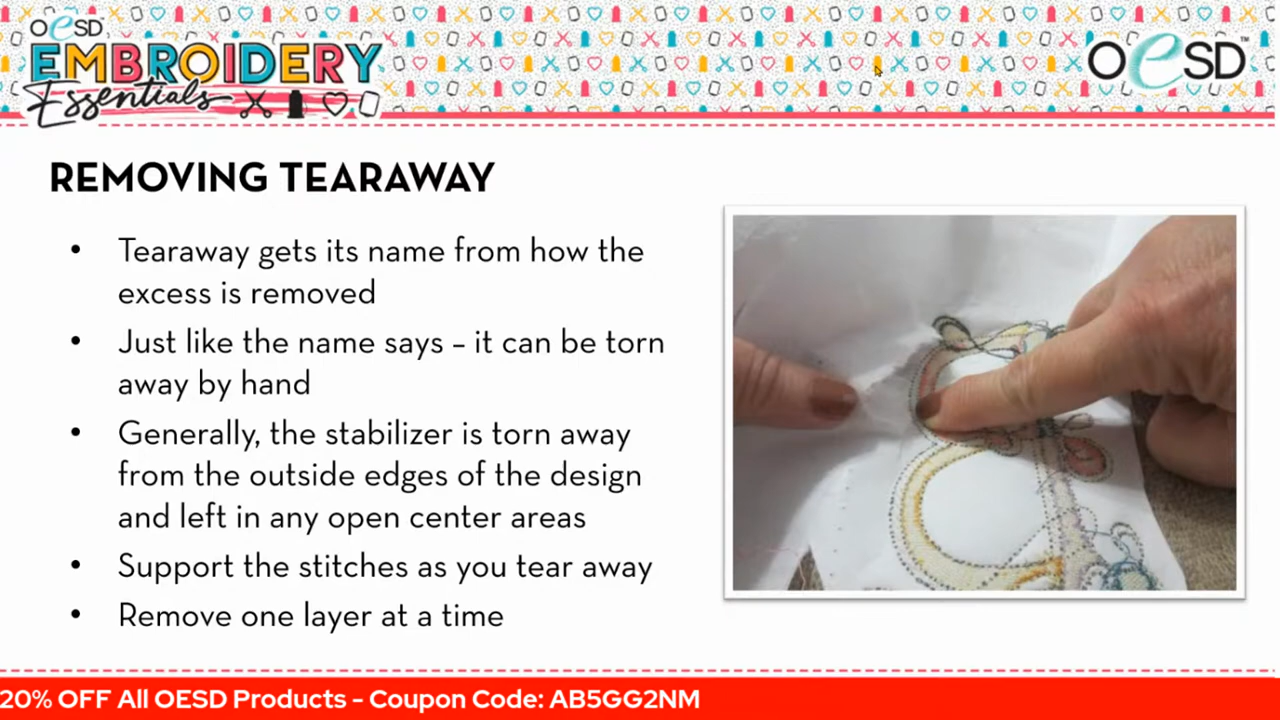 OESD
EMBROIDERY
Essentials
OESD™
REMOVING TEARAWAY
• Tearaway gets its name from how the
excess is removed
• Just like the name says – it can be torn
away by hand
• Generally, the stabilizer is torn away
from the outside edges of the design
and left in any open center areas
• Support the stitches as you tear away
• Remove one layer at a time
20% OFF All OESD Products - Coupon Code: AB5GG2NM